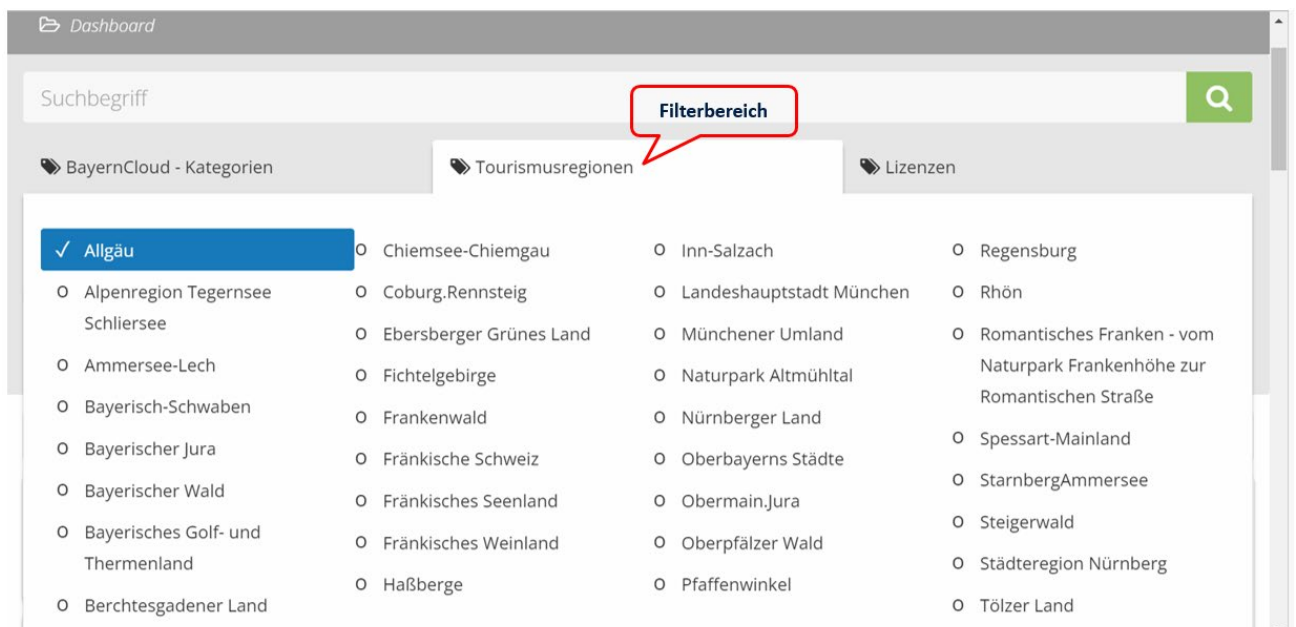 Dashboard
Suchbegriff
Filterbereich
BayernCloud - Kategorien
Tourismusregionen
Lizenzen
✓ Allgäu
o Alpenregion Tegernsee
Schliersee
o Ammersee-Lech
o Bayerisch-Schwaben
o Bayerischer Jura
o Bayerischer Wald
o Bayerisches Golf- und
Thermenland
o Berchtesgadener Land
o Chiemsee-Chiemgau
o Coburg.Rennsteig
o Ebersberger Grünes Land
o Fichtelgebirge
o Frankenwald
o Fränkische Schweiz
o Fränkisches Seenland
o Fränkisches Weinland
o Haßberge
o Inn-Salzach
o Landeshauptstadt München
o Münchener Umland
o Naturpark Altmühltal
o Nürnberger Land
o Oberbayerns Städte
o Obermain.Jura
o Oberpfälzer Wald
o Pfaffenwinkel
o Regensburg
o Rhön
o Romantisches Franken - vom
Naturpark Frankenhöhe zur
Romantischen Straße
o Spessart-Mainland
o StarnbergAmmersee
o Steigerwald
o Städteregion Nürnberg
o Tölzer Land